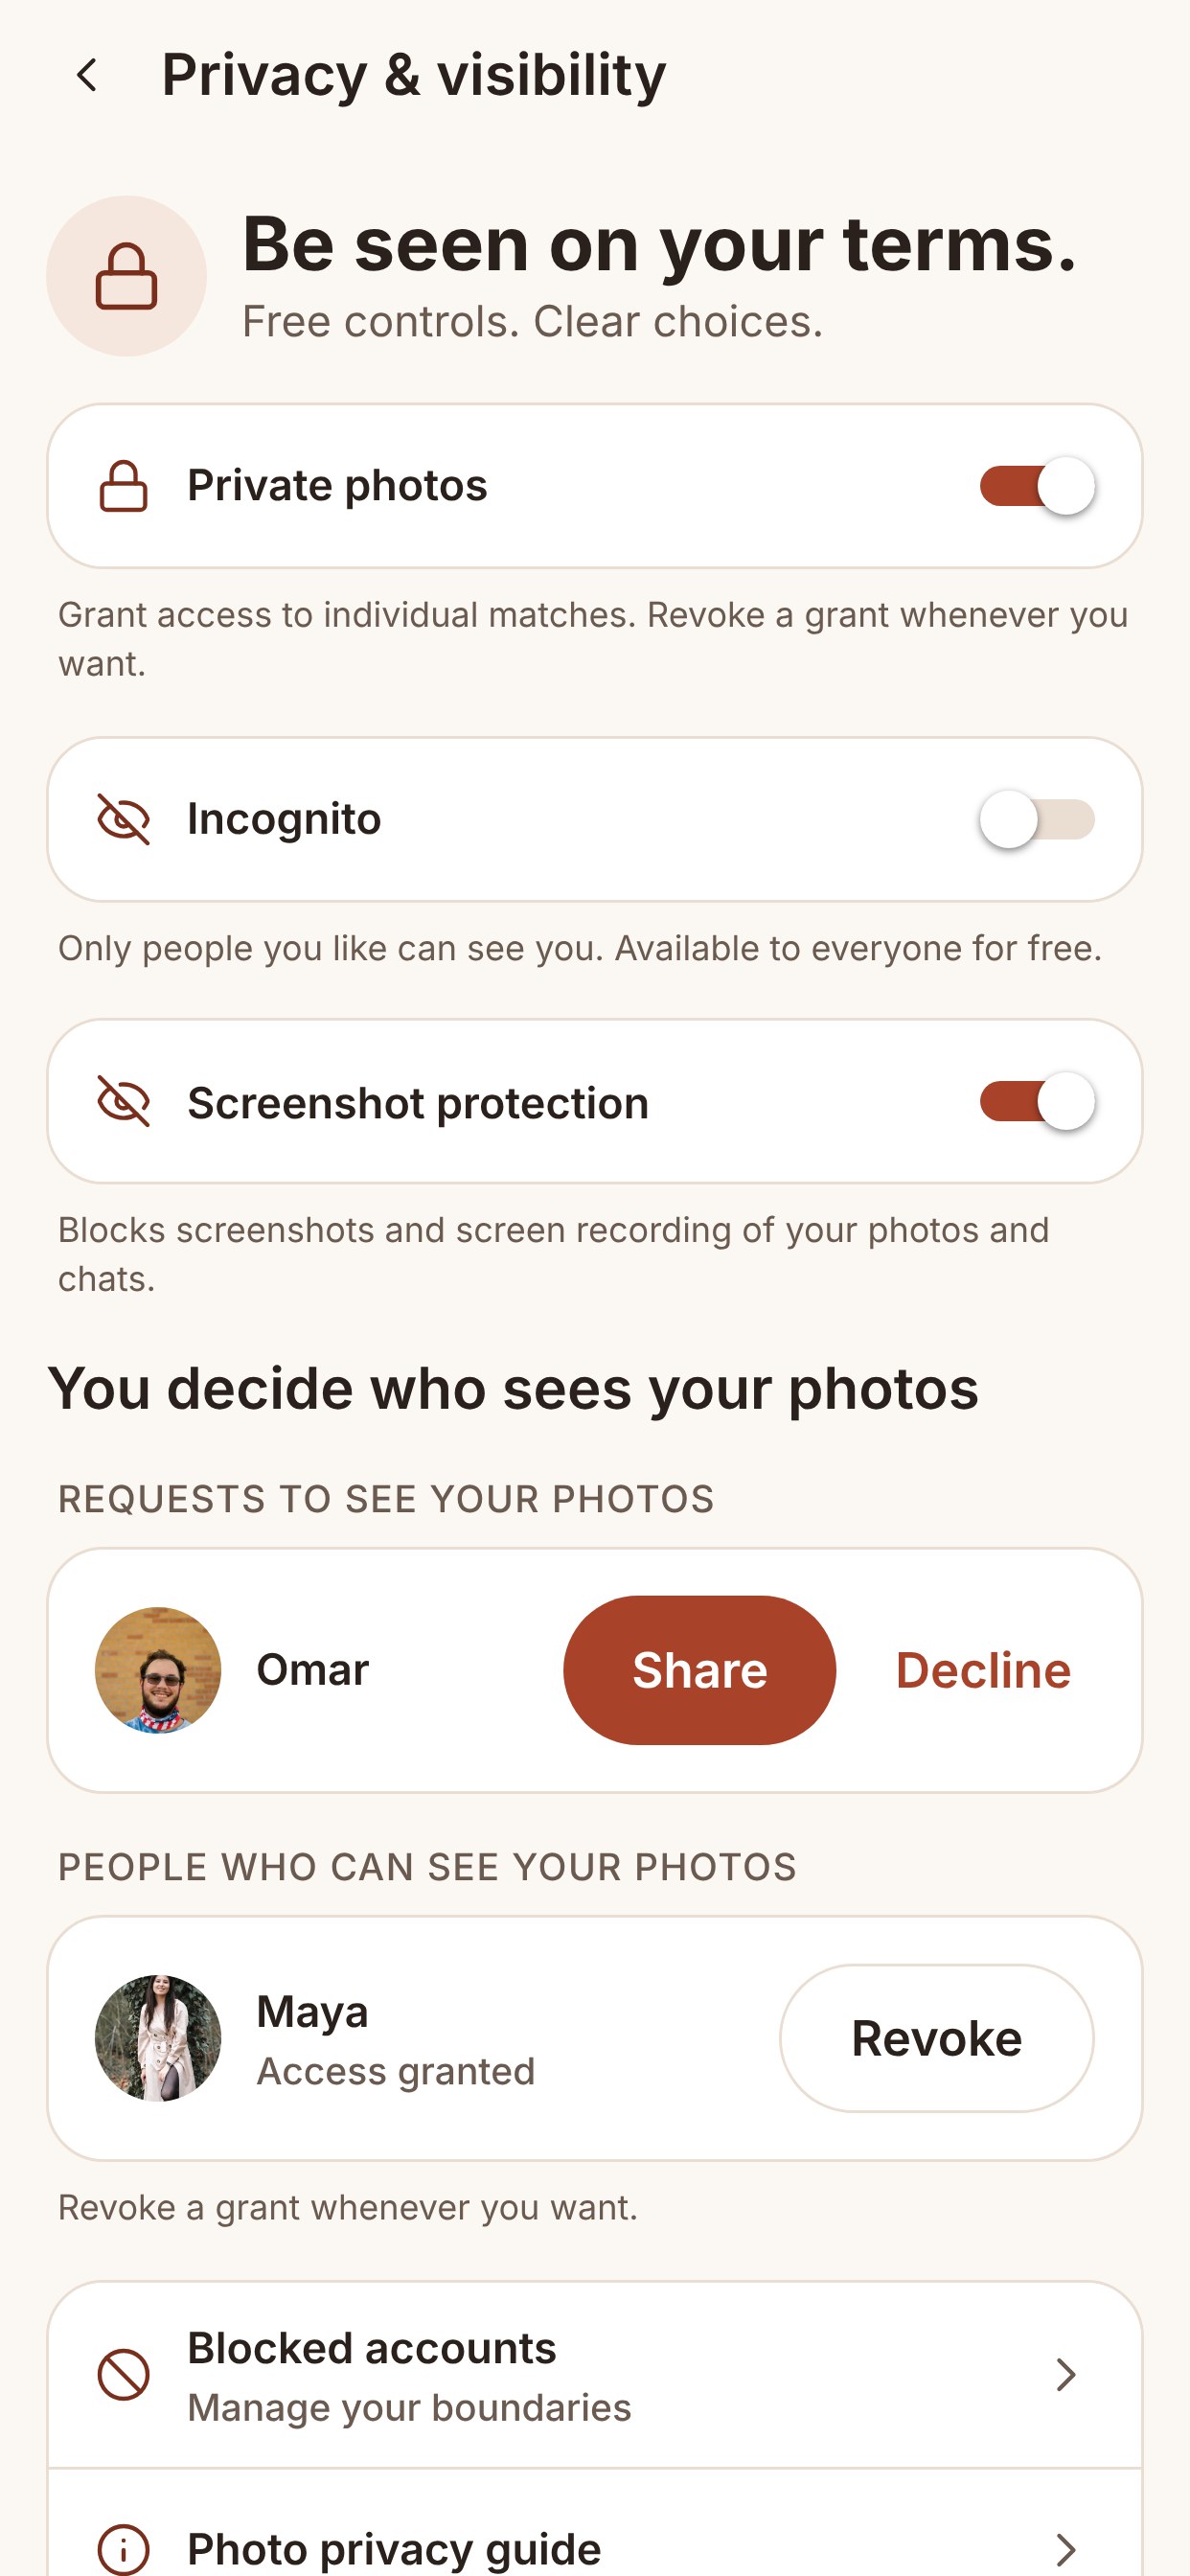 Privacy & visibility
Be seen on your terms.
Free controls. Clear choices.
Private photos
Grant access to individual matches. Revoke a grant whenever you
want.
Incognito
Only people you like can see you. Available to everyone for free.
Screenshot protection
Blocks screenshots and screen recording of your photos and
chats.
You decide who sees your photos
REQUESTS TO SEE YOUR PHOTOS
Omar
Share
Decline
PEOPLE WHO CAN SEE YOUR PHOTOS
Maya
Access granted
Revoke
Revoke a grant whenever you want.
Blocked accounts
Manage your boundaries
Photo privacy guide